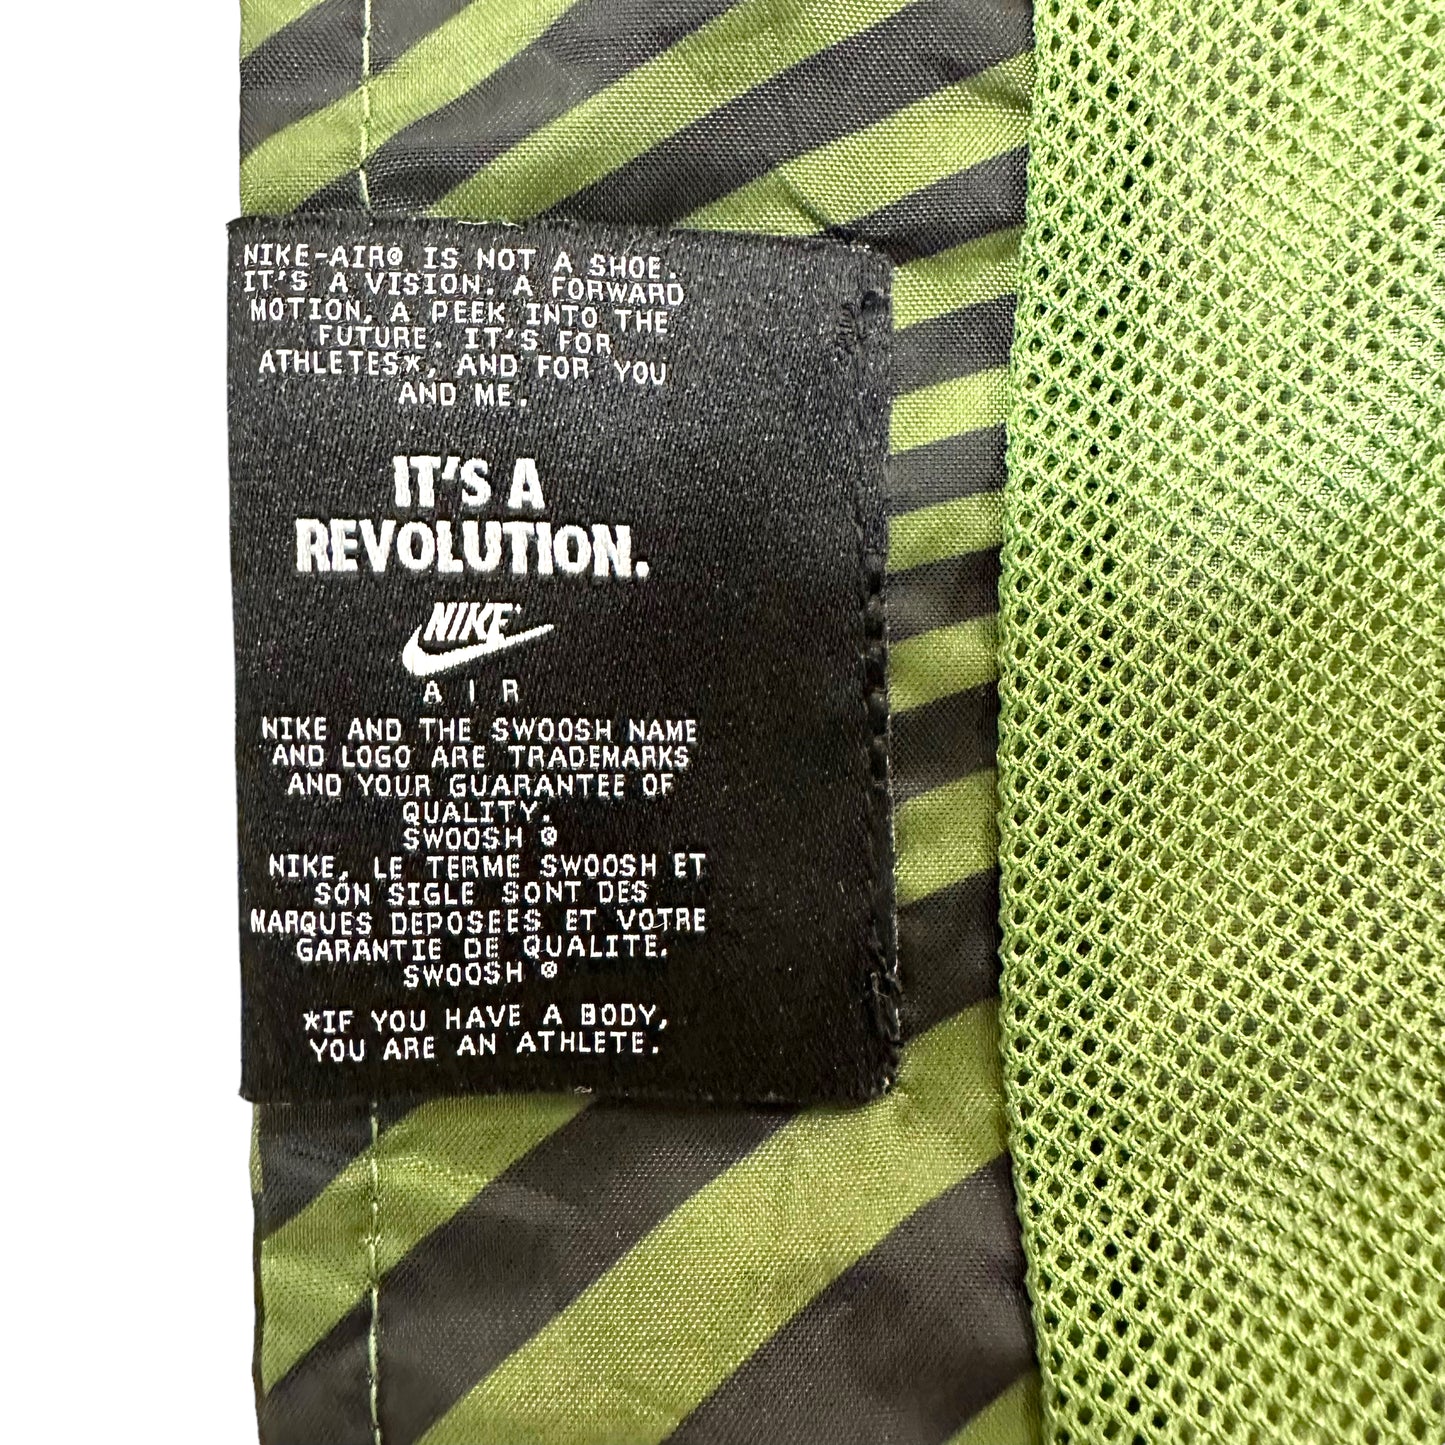 NIKE-AIR® IS NOT A SHOE.
IT'S A VISION, A FORWARD
MOTION, A PEEK INTO THE
FUTURE. IT'S FOR
ATHLETES*, AND FOR YOU
AND ME.
IT'S A
REVOLUTION.
NIKE
AIR
NIKE AND THE SWOOSH NAME
AND LOGO ARE TRADEMARKS
AND YOUR GUARANTEE OF
QUALITY.
SWOOSH ®
NIKE, LE TERME SWOOSH ET
SON SIGLE SONT DES
MARQUES DEPOSEES ET VOTRE
GARANTIE DE QUALITE.
SWOOSH ®
*IF YOU HAVE A BODY,
YOU ARE AN ATHLETE.